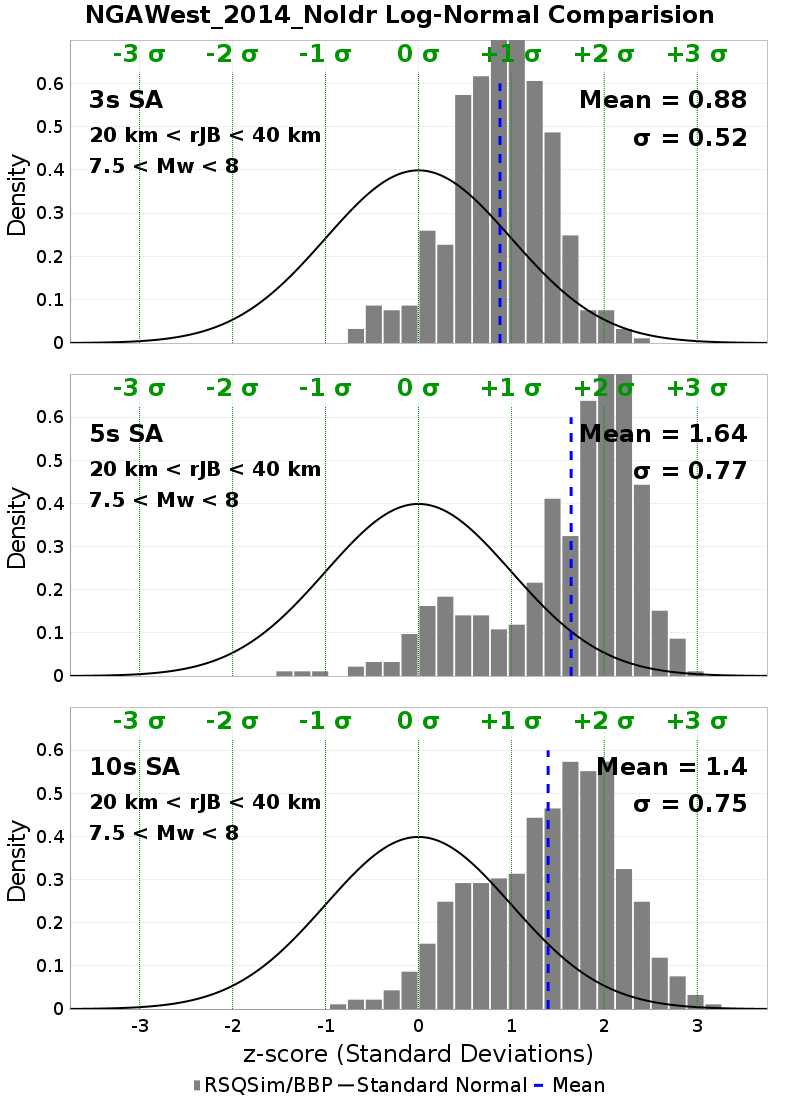 NGAWest_2014_NoIdr Log-Normal Comparision
-3 σ -2 σ -1 σ 0 σ +1 σ +2 σ +3 σ
3s SA
Mean = 0.88
20 km < rJB < 40 km
σ = 0.52
7.5 < Mw < 8
Density
0.6
0.5
0.4
0.3
0.2
0.1
0
-3 σ -2 σ -1 σ 0 σ +1 σ +2 σ +3 σ
5s SA
Mean = 1.64
20 km < rJB < 40 km
σ = 0.77
7.5 < Mw < 8
Density
0.6
0.5
0.4
0.3
0.2
0.1
0
-3 σ -2 σ -1 σ 0 σ +1 σ +2 σ +3 σ
10s SA
Mean = 1.4
20 km < rJB < 40 km
σ = 0.75
7.5 < Mw < 8
Density
0.6
0.5
0.4
0.3
0.2
0.1
0
-3 -2 -1 0 1 2 3
z-score (Standard Deviations)
RSQSim/BBP Standard Normal Mean